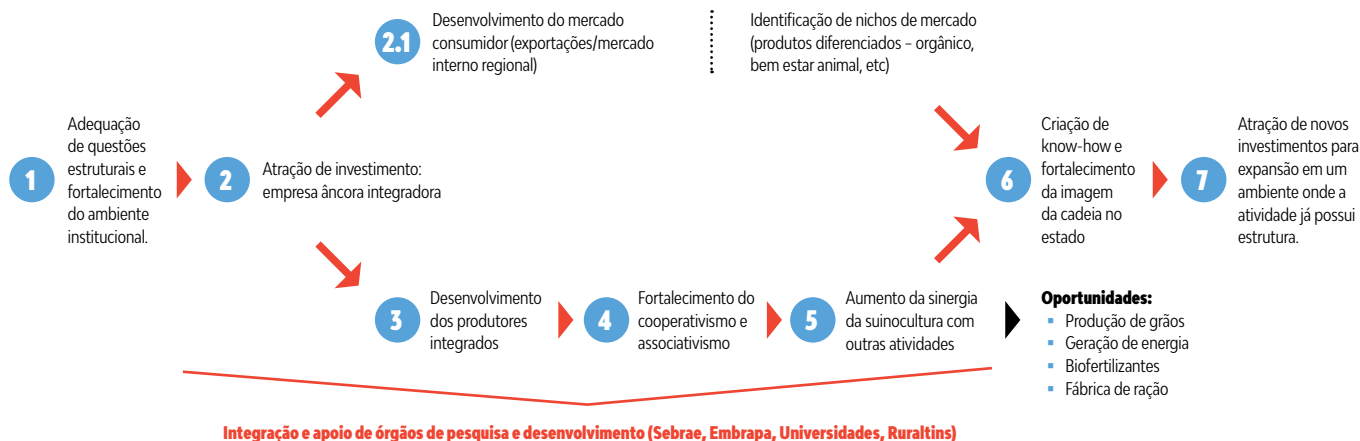 2.1
Desenvolvimento do mercado
consumidor (exportações/mercado
interno regional)
Identificação de nichos de mercado
(produtos diferenciados – orgânico,
bem estar animal, etc)
1
Adequação
de questões
estruturais e
fortalecimento
do ambiente
institucional.
2
Atração de investimento:
empresa âncora integradora
3
Desenvolvimento
dos produtores
integrados
4
Fortalecimento do
cooperativismo e
associativismo
5
Aumento da sinergia
da suinocultura com
outras atividades
Oportunidades:
▪ Produção de grãos
▪ Geração de energia
▪ Biofertilizantes
▪ Fábrica de ração
6
Criação de
know-how e
fortalecimento
da imagem
da cadeia no
estado
7
Atração de novos
investimentos para
expansão em um
ambiente onde a
atividade já possui
estrutura.
Integração e apoio de órgãos de pesquisa e desenvolvimento (Sebrae, Embrapa, Universidades, Ruraltins)